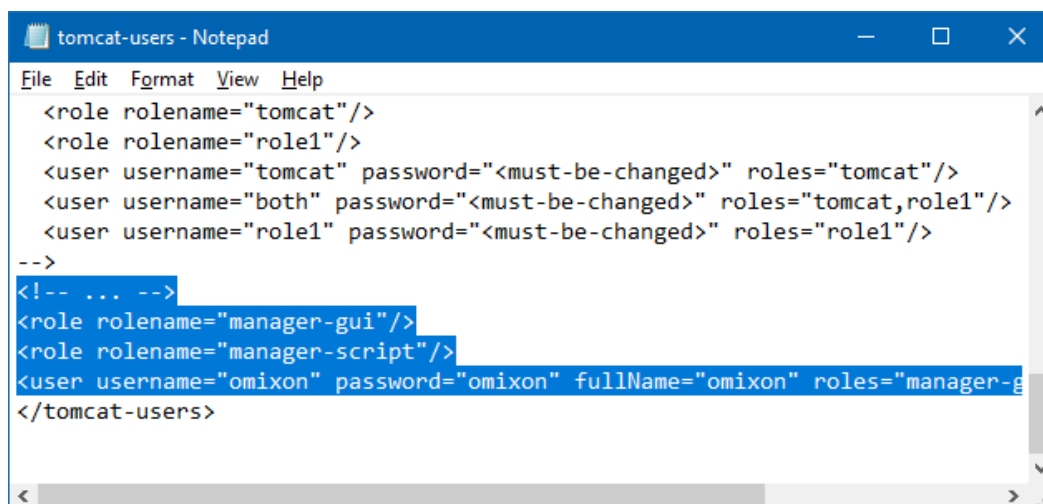 tomcat-users - Notepad
File Edit Format View Help
<role rolename="tomcat"/>
<role rolename="role1"/>
<user username="tomcat" password="<must-be-changed>" roles="tomcat"/>
<user username="both" password="<must-be-changed>" roles="tomcat,role1"/>
<user username="role1" password="<must-be-changed>" roles="role1"/>
-->
<!-- ... -->
<role rolename="manager-gui"/>
<role rolename="manager-script"/>
<user username="omixon" password="omixon" fullName="omixon" roles="manager-g
</tomcat-users>